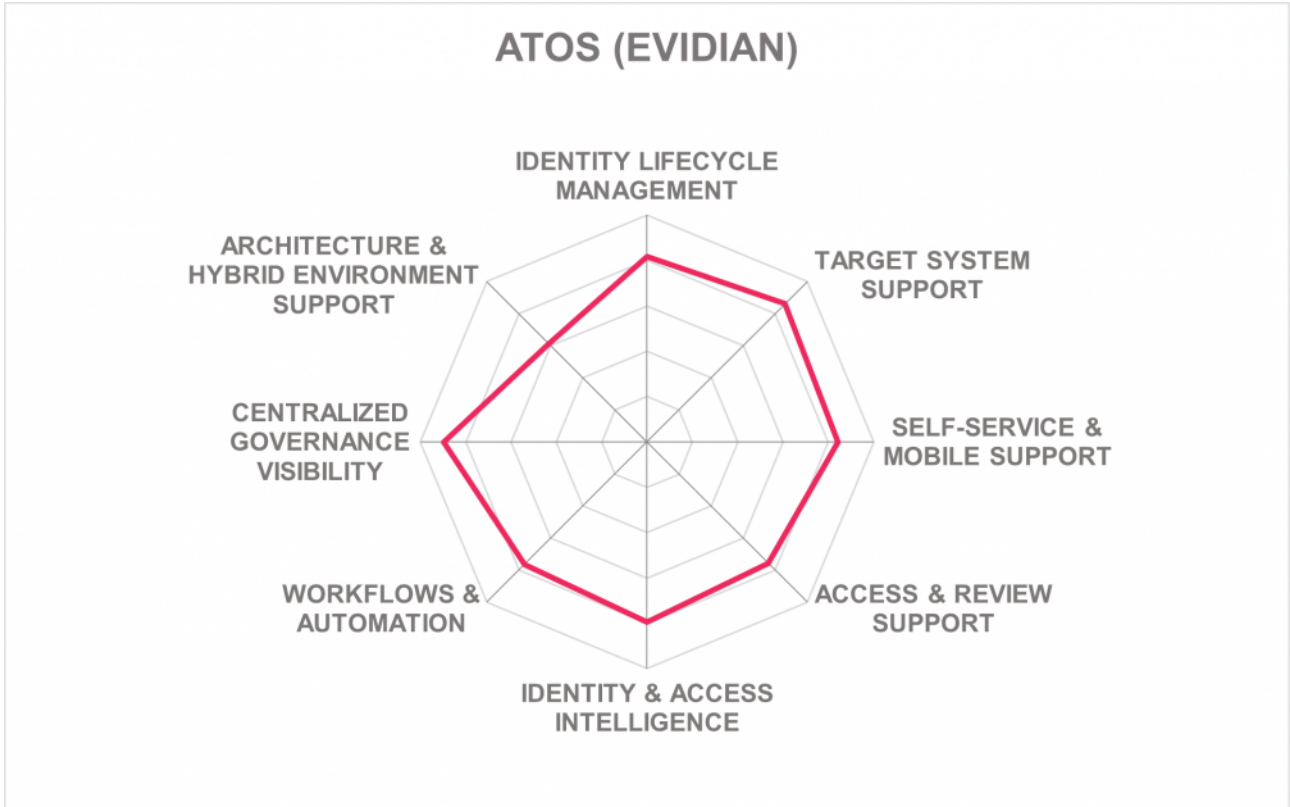 ATOS (EVIDIAN)
IDENTITY LIFECYCLE
MANAGEMENT
ARCHITECTURE &
HYBRID ENVIRONMENT
SUPPORT
TARGET SYSTEM
SUPPORT
CENTRALIZED
GOVERNANCE
VISIBILITY
SELF-SERVICE &
MOBILE SUPPORT
WORKFLOWS &
AUTOMATION
ACCESS & REVIEW
SUPPORT
IDENTITY & ACCESS
INTELLIGENCE